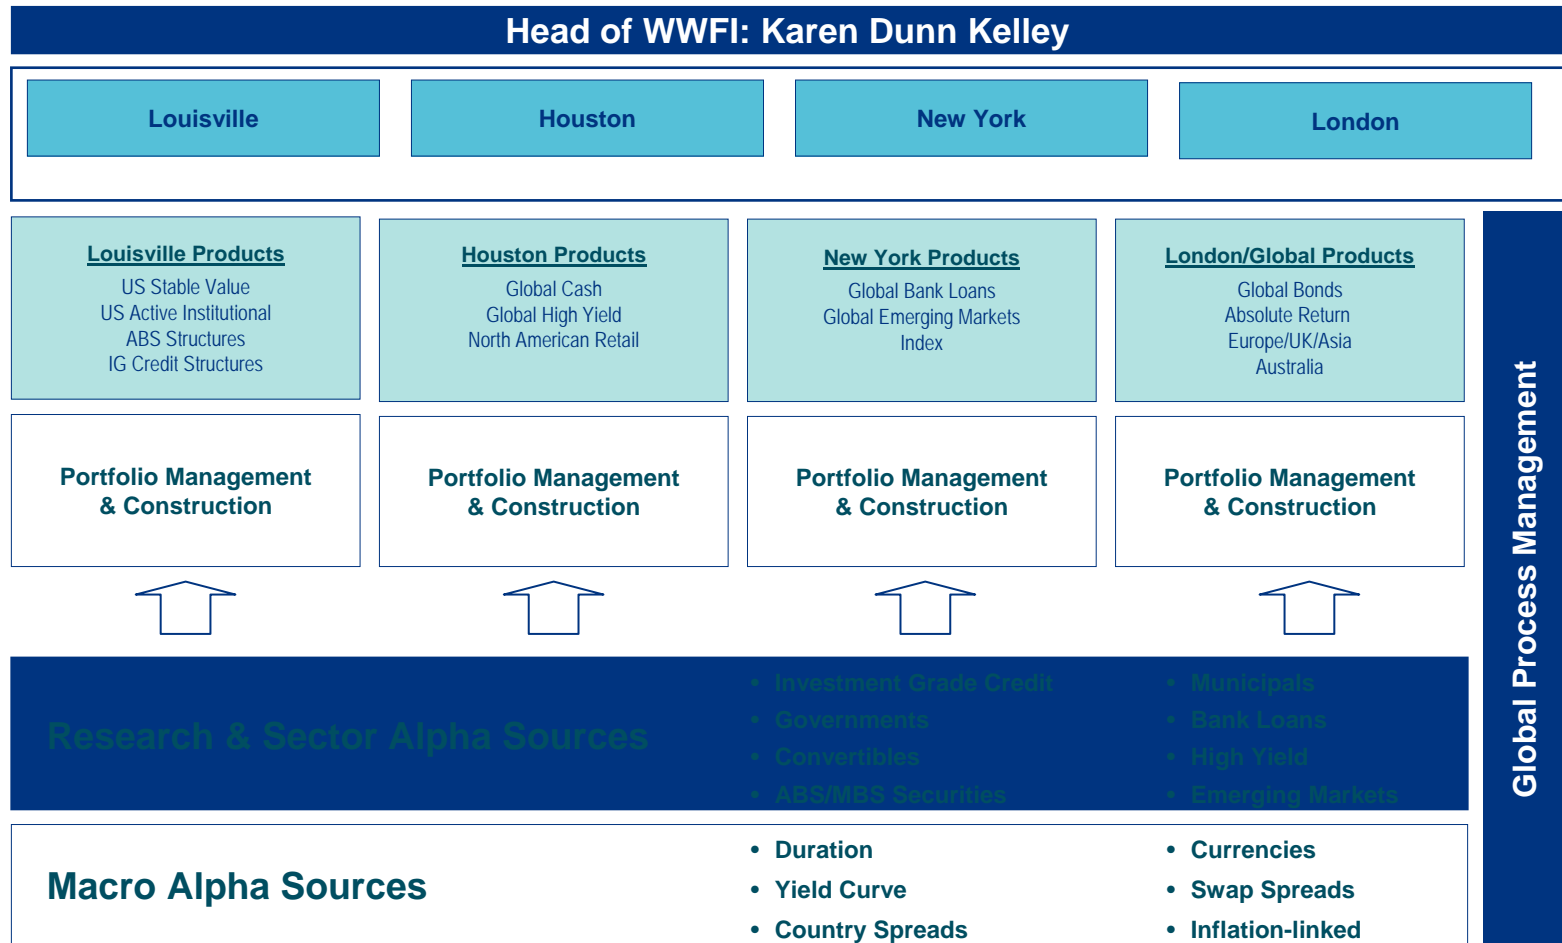 Head of WWFI: Karen Dunn Kelley
Louisville
Houston
New York
London
Louisville Products
US Stable Value
US Active Institutional
ABS Structures
IG Credit Structures
Houston Products
Global Cash
Global High Yield
North American Retail
New York Products
Global Bank Loans
Global Emerging Markets
Index
London/Global Products
Global Bonds
Absolute Return
Europe/UK/Asia
Australia
Portfolio Management
& Construction
Portfolio Management
& Construction
Portfolio Management
& Construction
Portfolio Management
& Construction
Global Process Management
Research & Sector Alpha Sources
• Investment Grade Credit
• Governments
• Convertibles
• ABS/MBS Securities
• Municipals
• Bank Loans
• High Yield
• Emerging Markets
Macro Alpha Sources
• Duration
• Yield Curve
• Country Spreads
• Currencies
• Swap Spreads
• Inflation-linked